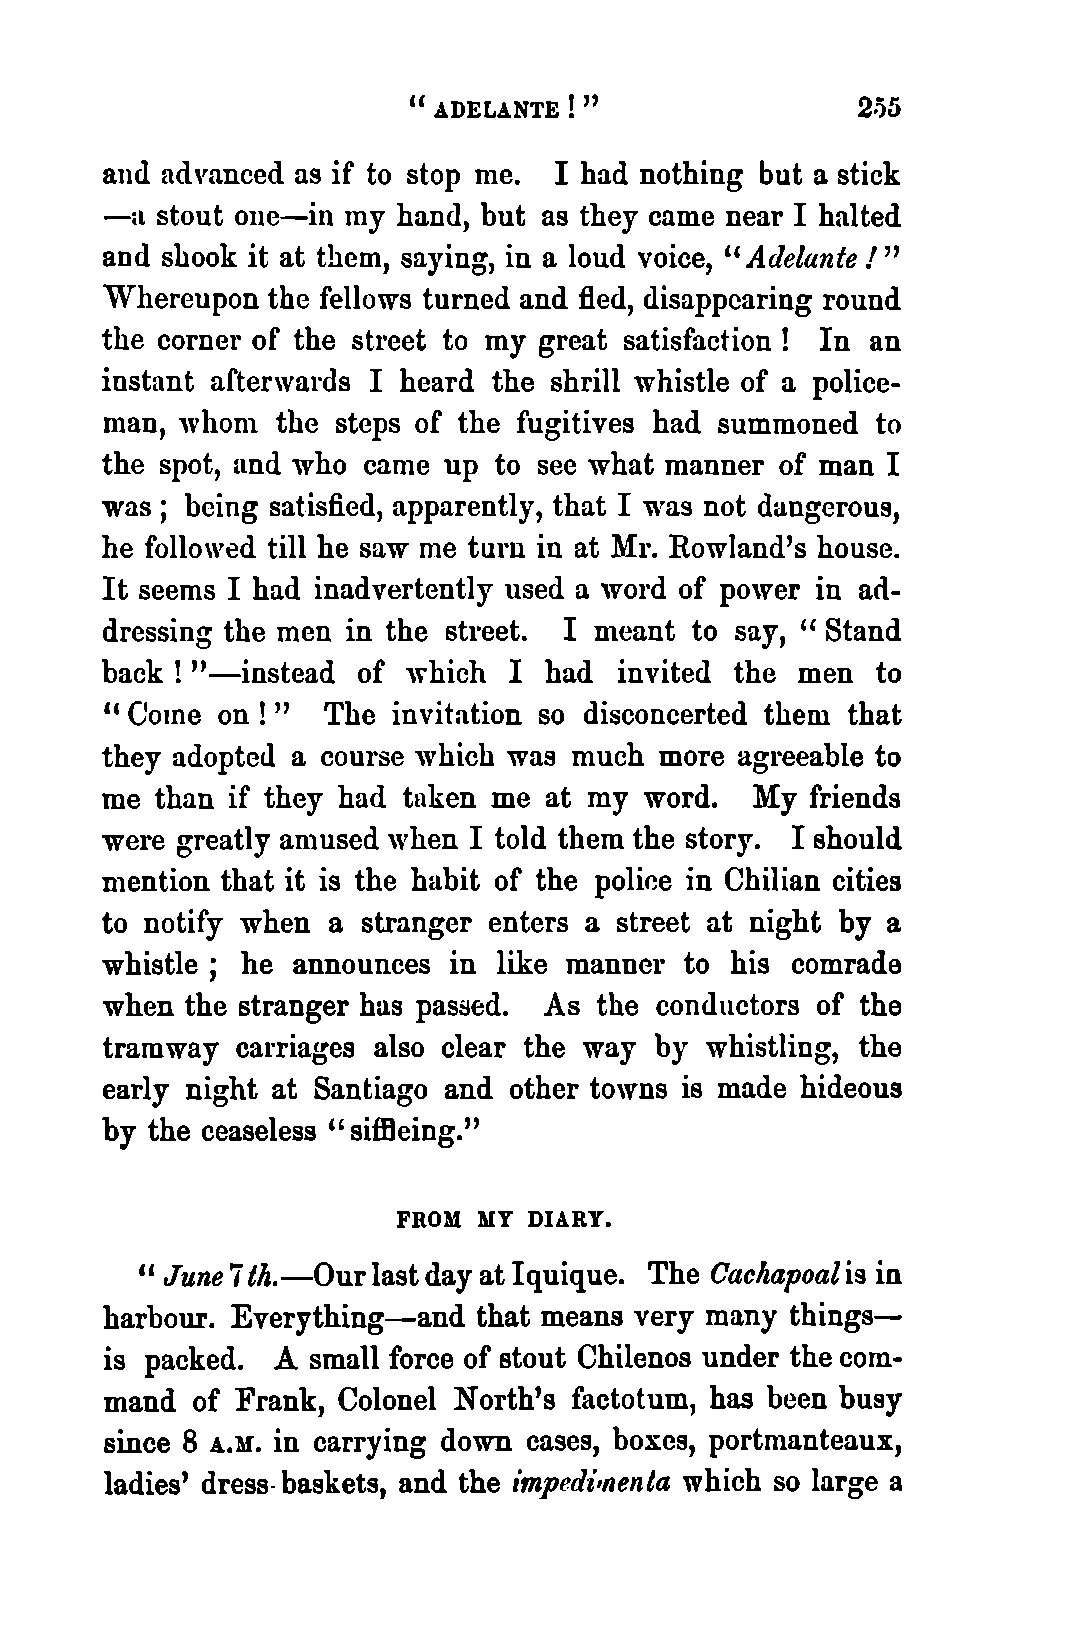 “ ADELANTE ! ” 255
and advanced as if to stop me. I had nothing but a stick
—a stout one—in my hand, but as they came near I halted
and shook it at them, saying, in a loud voice, “Adelante ! ”
Whereupon the fellows turned and fled, disappearing round
the corner of the street to my great satisfaction ! In an
instant afterwards I heard the shrill whistle of a police-
man, whom the steps of the fugitives had summoned to
the spot, and who came up to see what manner of man I
was ; being satisfied, apparently, that I was not dangerous,
he followed till he saw me turn in at Mr. Rowland’s house.
It seems I had inadvertently used a word of power in ad-
dressing the men in the street. I meant to say, “ Stand
back ! ”—instead of which I had invited the men to
“ Come on ! ” The invitation so disconcerted them that
they adopted a course which was much more agreeable to
me than if they had taken me at my word. My friends
were greatly amused when I told them the story. I should
mention that it is the habit of the police in Chilian cities
to notify when a stranger enters a street at night by a
whistle ; he announces in like manner to his comrade
when the stranger has passed. As the conductors of the
tramway carriages also clear the way by whistling, the
early night at Santiago and other towns is made hideous
by the ceaseless “ siffleing.”
FROM MY DIARY.
“ June 7th.—Our last day at Iquique. The Cachapoal is in
harbour. Everything—and that means very many things—
is packed. A small force of stout Chilenos under the com-
mand of Frank, Colonel North’s factotum, has been busy
since 8 A.M. in carrying down cases, boxes, portmanteaux,
ladies’ dress-baskets, and the impedimenta which so large a